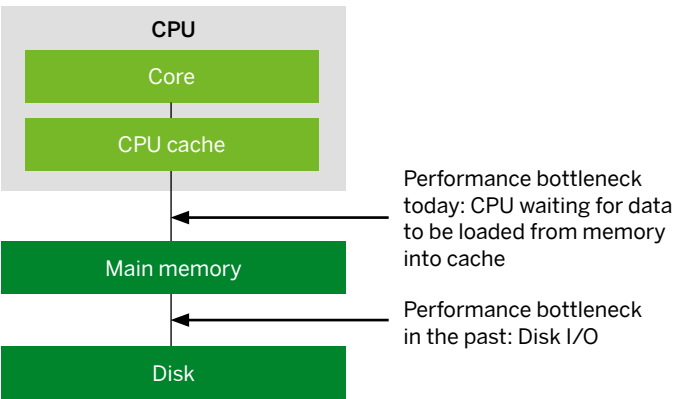 CPU
Core
CPU cache
Performance bottleneck
today: CPU waiting for data
to be loaded from memory
into cache
Main memory
Performance bottleneck
in the past: Disk I/O
Disk